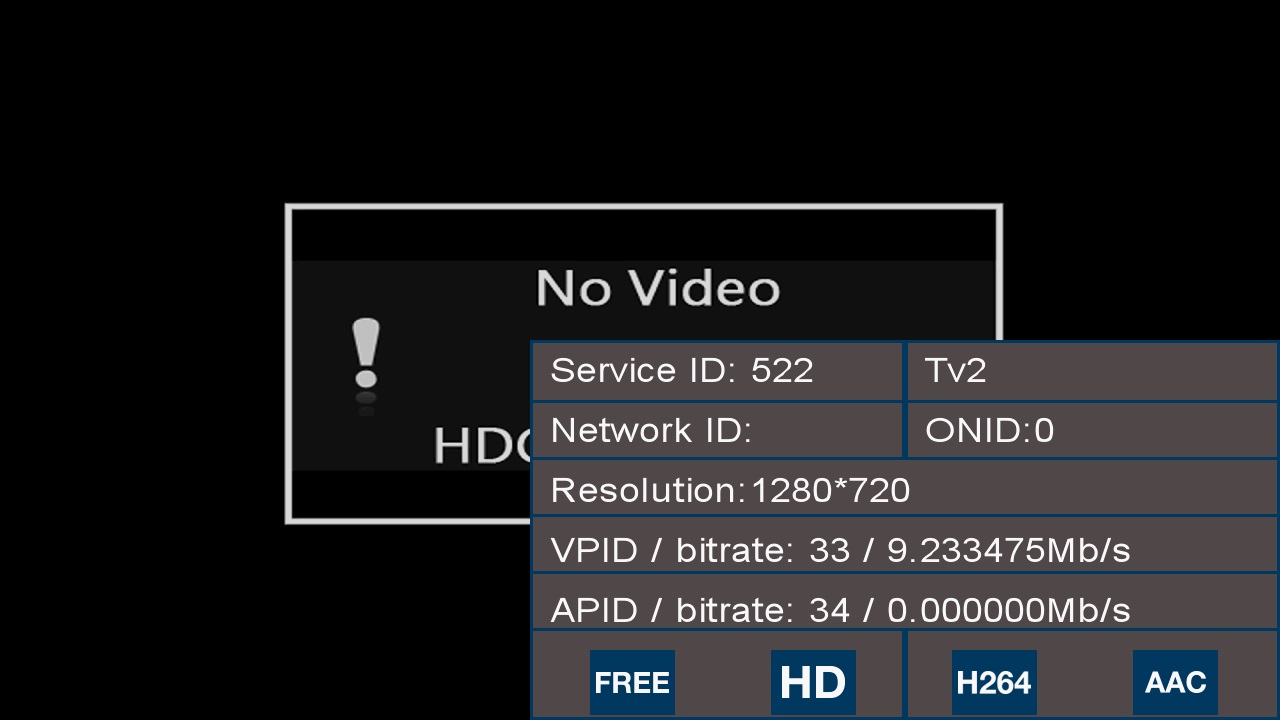 No Video
!
Service ID: 522
Tv2
Network ID:
ONID:0
Resolution:1280*720
VPID / bitrate: 33 / 9.233475Mb/s
APID / bitrate: 34 / 0.000000Mb/s
FREE
HD
H264
AAC